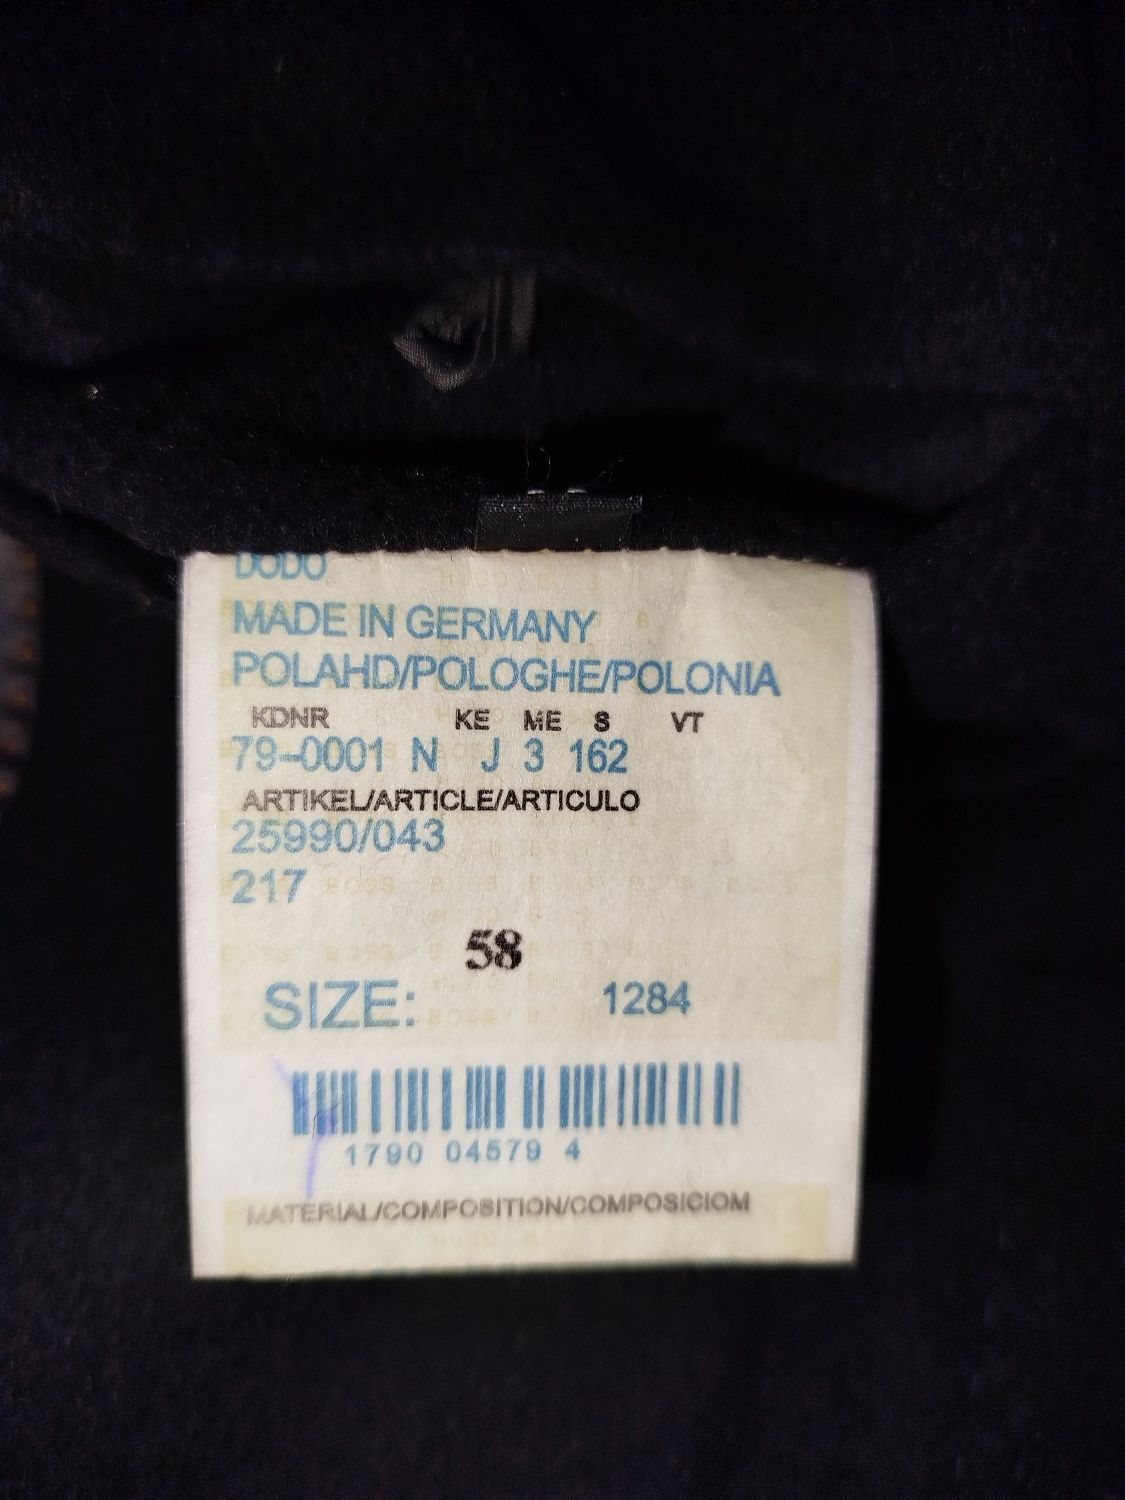 DODO
MADE IN GERMANY
POLAHD/POLOGHE/POLONIA
KDNR KE ME S VT
79-0001 N J 3 162
ARTIKEL/ARTICLE/ARTICULO
25990/043
217
58
SIZE: 1284
1790 04579 4
MATERIAL/COMPOSITION/COMPOSICIOM